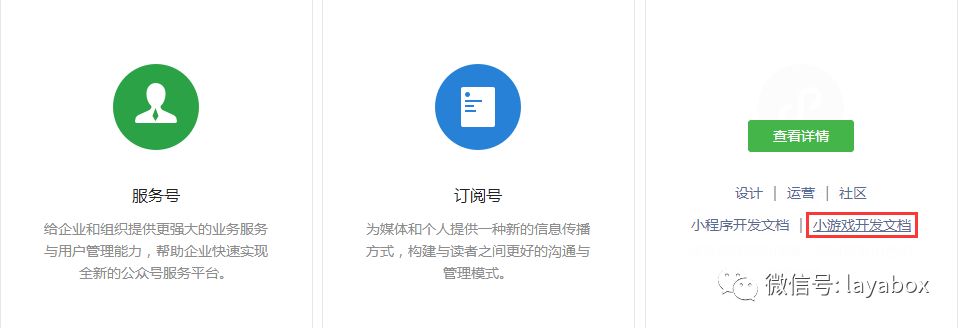 服务号
给企业和组织提供更强大的业务服务
与用户管理能力，帮助企业快速实现
全新的公众号服务平台。
订阅号
为媒体和个人提供一种新的信息传播
方式，构建与读者之间更好的沟通与
管理模式。
查看详情
设计 | 运营 | 社区
小程序开发文档 | 小游戏开发文档
微信号: layabox